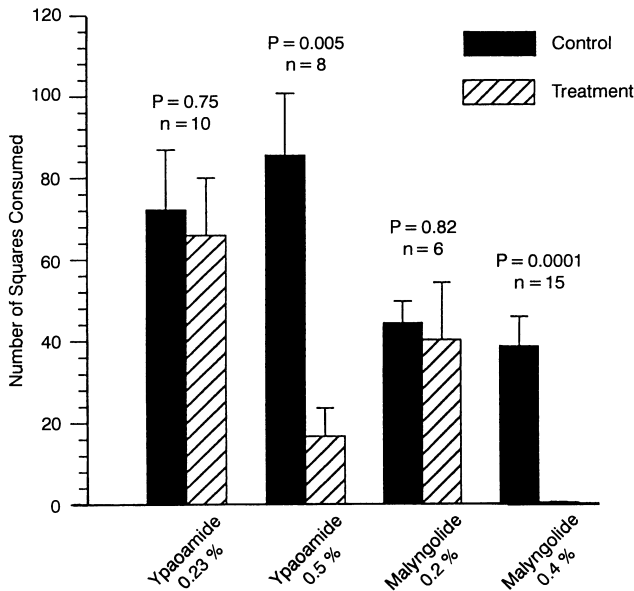 120
100
80
60
40
20
0
Number of Squares Consumed
P = 0.75
n = 10
P = 0.005
n = 8
P = 0.82
n = 6
P = 0.0001
n = 15
Control
Treatment
Ypaoamide
0.23 %
Ypaoamide
0.5 %
Malyngolide
0.2 %
Malyngolide
0.4 %